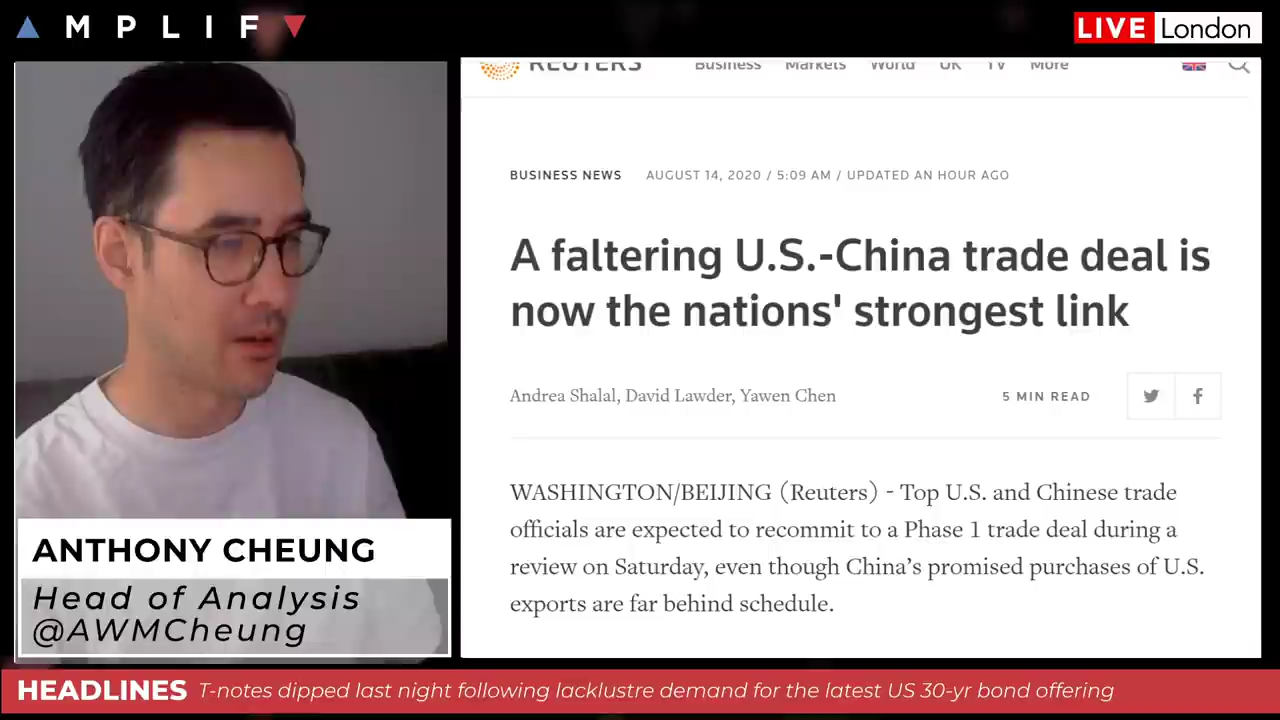 ▲ M P L I F ▼
LIVE London
REUTERS Business Markets World UK TV More
BUSINESS NEWS AUGUST 14, 2020 / 5:09 AM / UPDATED AN HOUR AGO
A faltering U.S.-China trade deal is
now the nations' strongest link
Andrea Shalal, David Lawder, Yawen Chen
5 MIN READ
WASHINGTON/BEIJING (Reuters) - Top U.S. and Chinese trade
officials are expected to recommit to a Phase 1 trade deal during a
review on Saturday, even though China’s promised purchases of U.S.
exports are far behind schedule.
ANTHONY CHEUNG
Head of Analysis
@AWMCheung
HEADLINES T-notes dipped last night following lacklustre demand for the latest US 30-yr bond offering